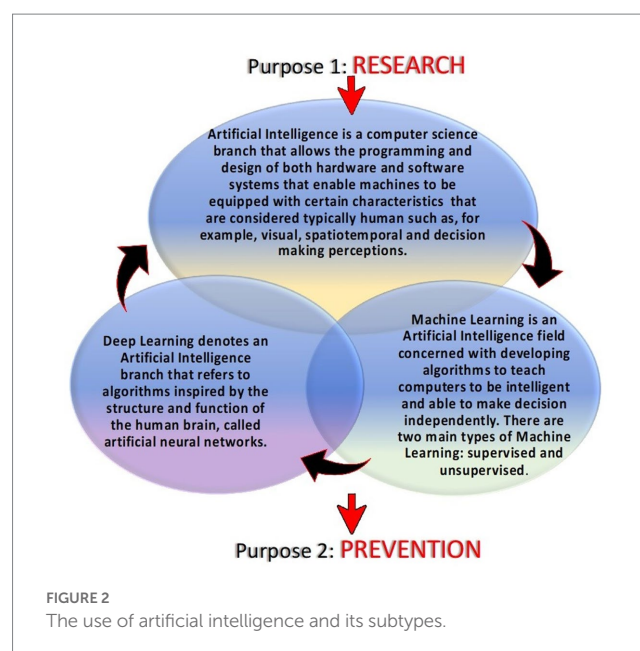 Purpose 1: RESEARCH
Artificial Intelligence is a computer science
branch that allows the programming and
design of both hardware and software
systems that enable machines to be
equipped with certain characteristics that
are considered typically human such as, for
example, visual, spatiotemporal and decision
making perceptions.
Deep Learning denotes an
Artificial Intelligence
branch that refers to
algorithms inspired by the
structure and function of
the human brain, called
artificial neural networks.
Machine Learning is an
Artificial Intelligence field
concerned with developing
algorithms to teach
computers to be intelligent
and able to make decision
independently. There are
two main types of Machine
Learning: supervised and
unsupervised.
Purpose 2: PREVENTION
FIGURE 2
The use of artificial intelligence and its subtypes.